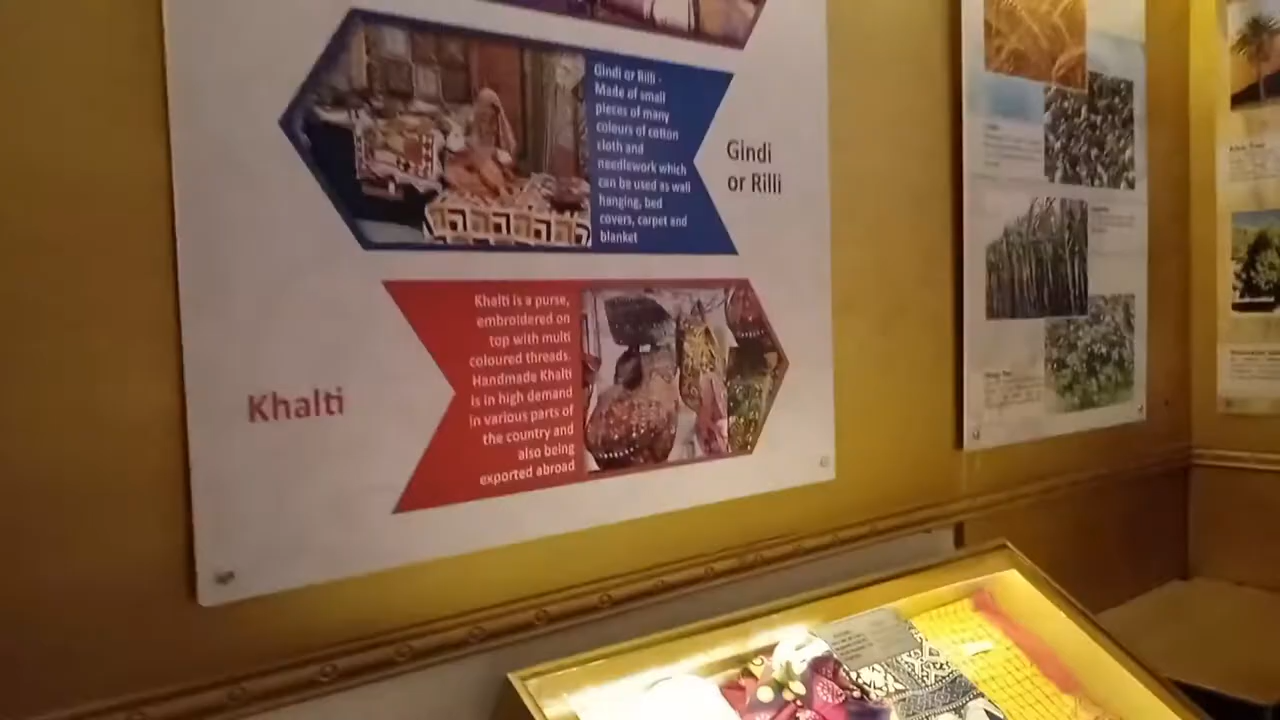 Gindi or Rilli -
Made of small
pieces of many
colours of cotton
cloth and
needlework which
can be used as wall
hanging, bed
covers, carpet and
blanket
Gindi
or Rilli
Khalti
Khalti is a purse,
embroidered on
top with multi
coloured threads.
Handmade Khalti
is in high demand
in various parts of
the country and
also being
exported abroad